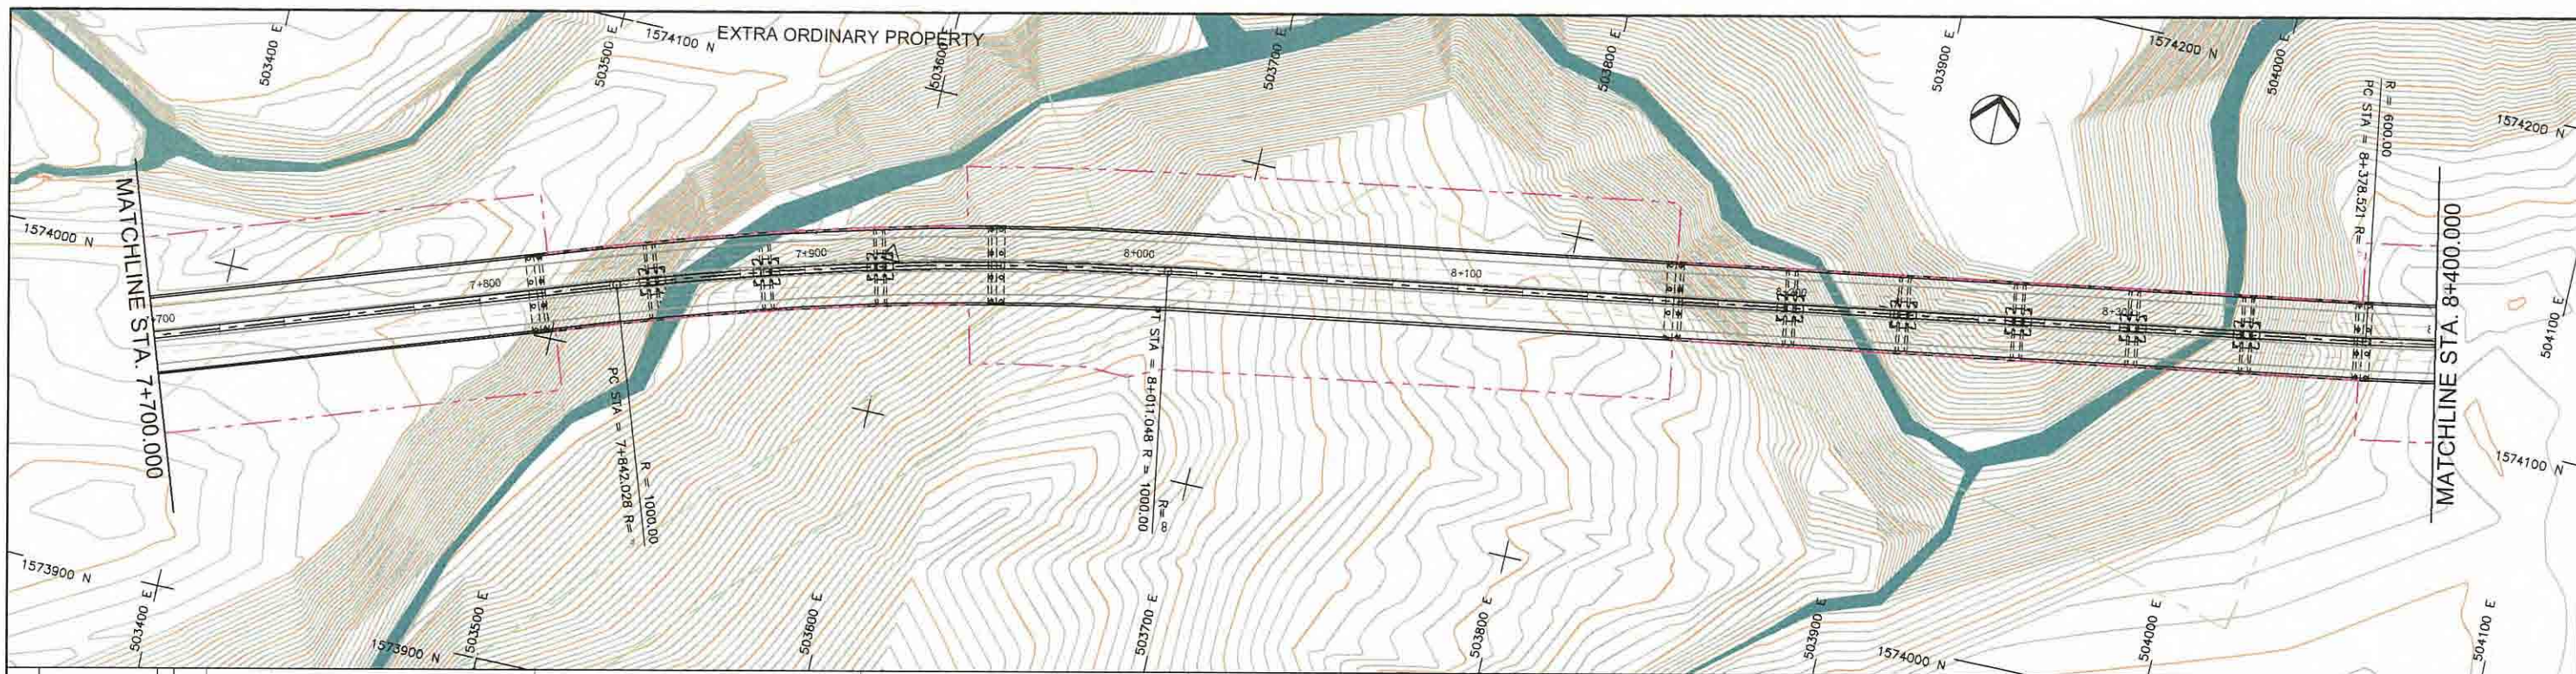 EXTRA ORDINARY PROPERTY
503400 E
503500 E
1574100 N
503600 E
503700 E
503800 E
503900 E
1574200 N
504000 E
R = 600.00
PC STA = 8+378.521 R=
1574200 N
1574000 N
MATCHLINE STA. 7+700.000
+700
7+800
7+900
8+000
8+100
8+30
MATCHLINE STA. 8+400.000
504100 E
1574100 N
PC STA = 7+842.028 R=
R = 1000.00
PT STA = 8+011.048 R = 1000.00
R= 8
1573900 N
503400 E
1573900 N
503500 E
503600 E
503700 E
503800 E
503900 E
1574000 N
504000 E
504100 E